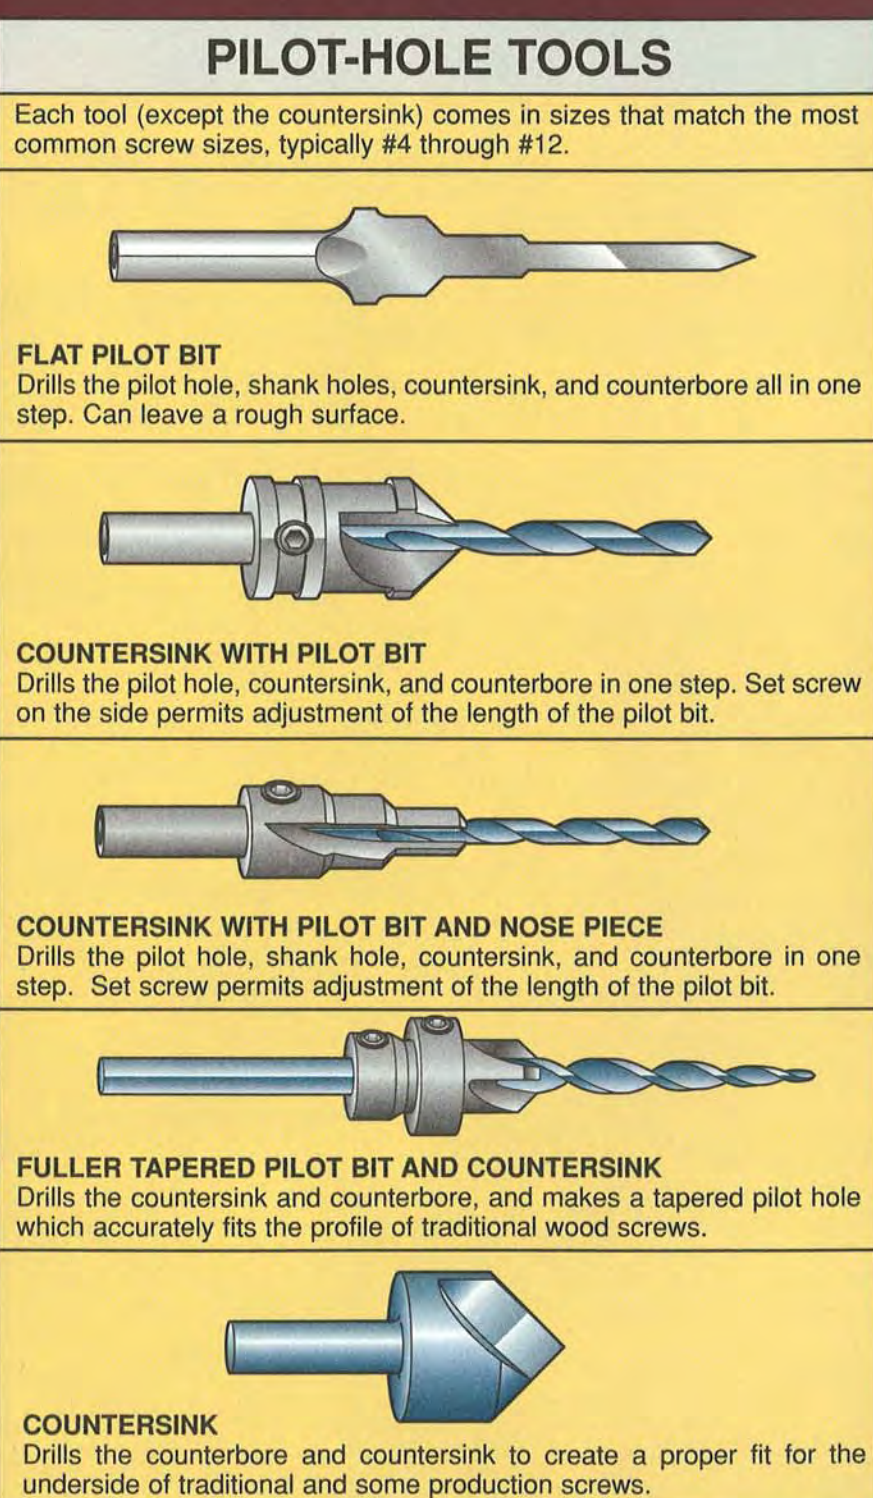 PILOT-HOLE TOOLS
Each tool (except the countersink) comes in sizes that match the most
common screw sizes, typically #4 through #12.
FLAT PILOT BIT
Drills the pilot hole, shank holes, countersink, and counterbore all in one
step. Can leave a rough surface.
COUNTERSINK WITH PILOT BIT
Drills the pilot hole, countersink, and counterbore in one step. Set screw
on the side permits adjustment of the length of the pilot bit.
COUNTERSINK WITH PILOT BIT AND NOSE PIECE
Drills the pilot hole, shank hole, countersink, and counterbore in one
step. Set screw permits adjustment of the length of the pilot bit.
FULLER TAPERED PILOT BIT AND COUNTERSINK
Drills the countersink and counterbore, and makes a tapered pilot hole
which accurately fits the profile of traditional wood screws.
COUNTERSINK
Drills the counterbore and countersink to create a proper fit for the
underside of traditional and some production screws.